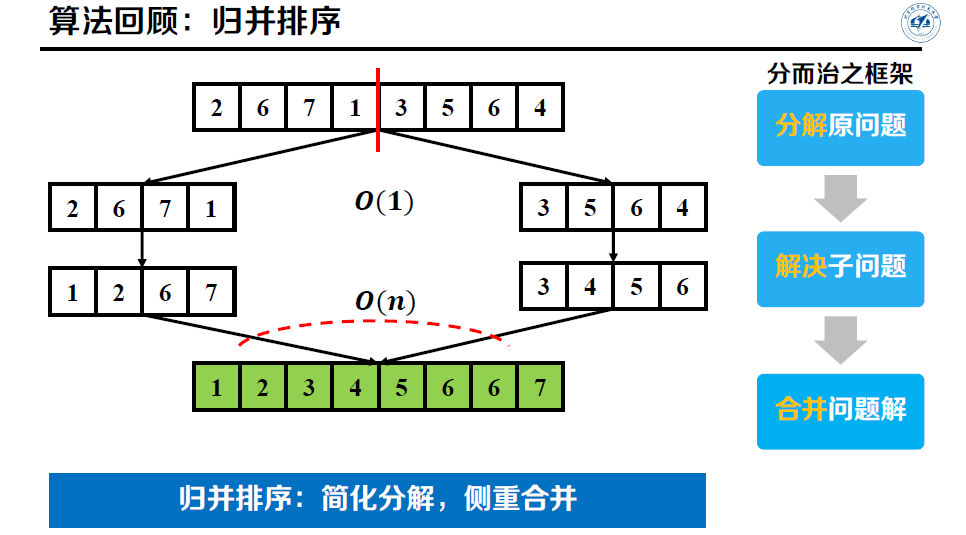 算法回顾：归并排序
分而治之框架
2 6 7 1 3 5 6 4
分解原问题
O(1)
2 6 7 1
3 5 6 4
解决子问题
1 2 6 7
3 4 5 6
O(n)
1 2 3 4 5 6 6 7
合并问题解
归并排序：简化分解，侧重合并